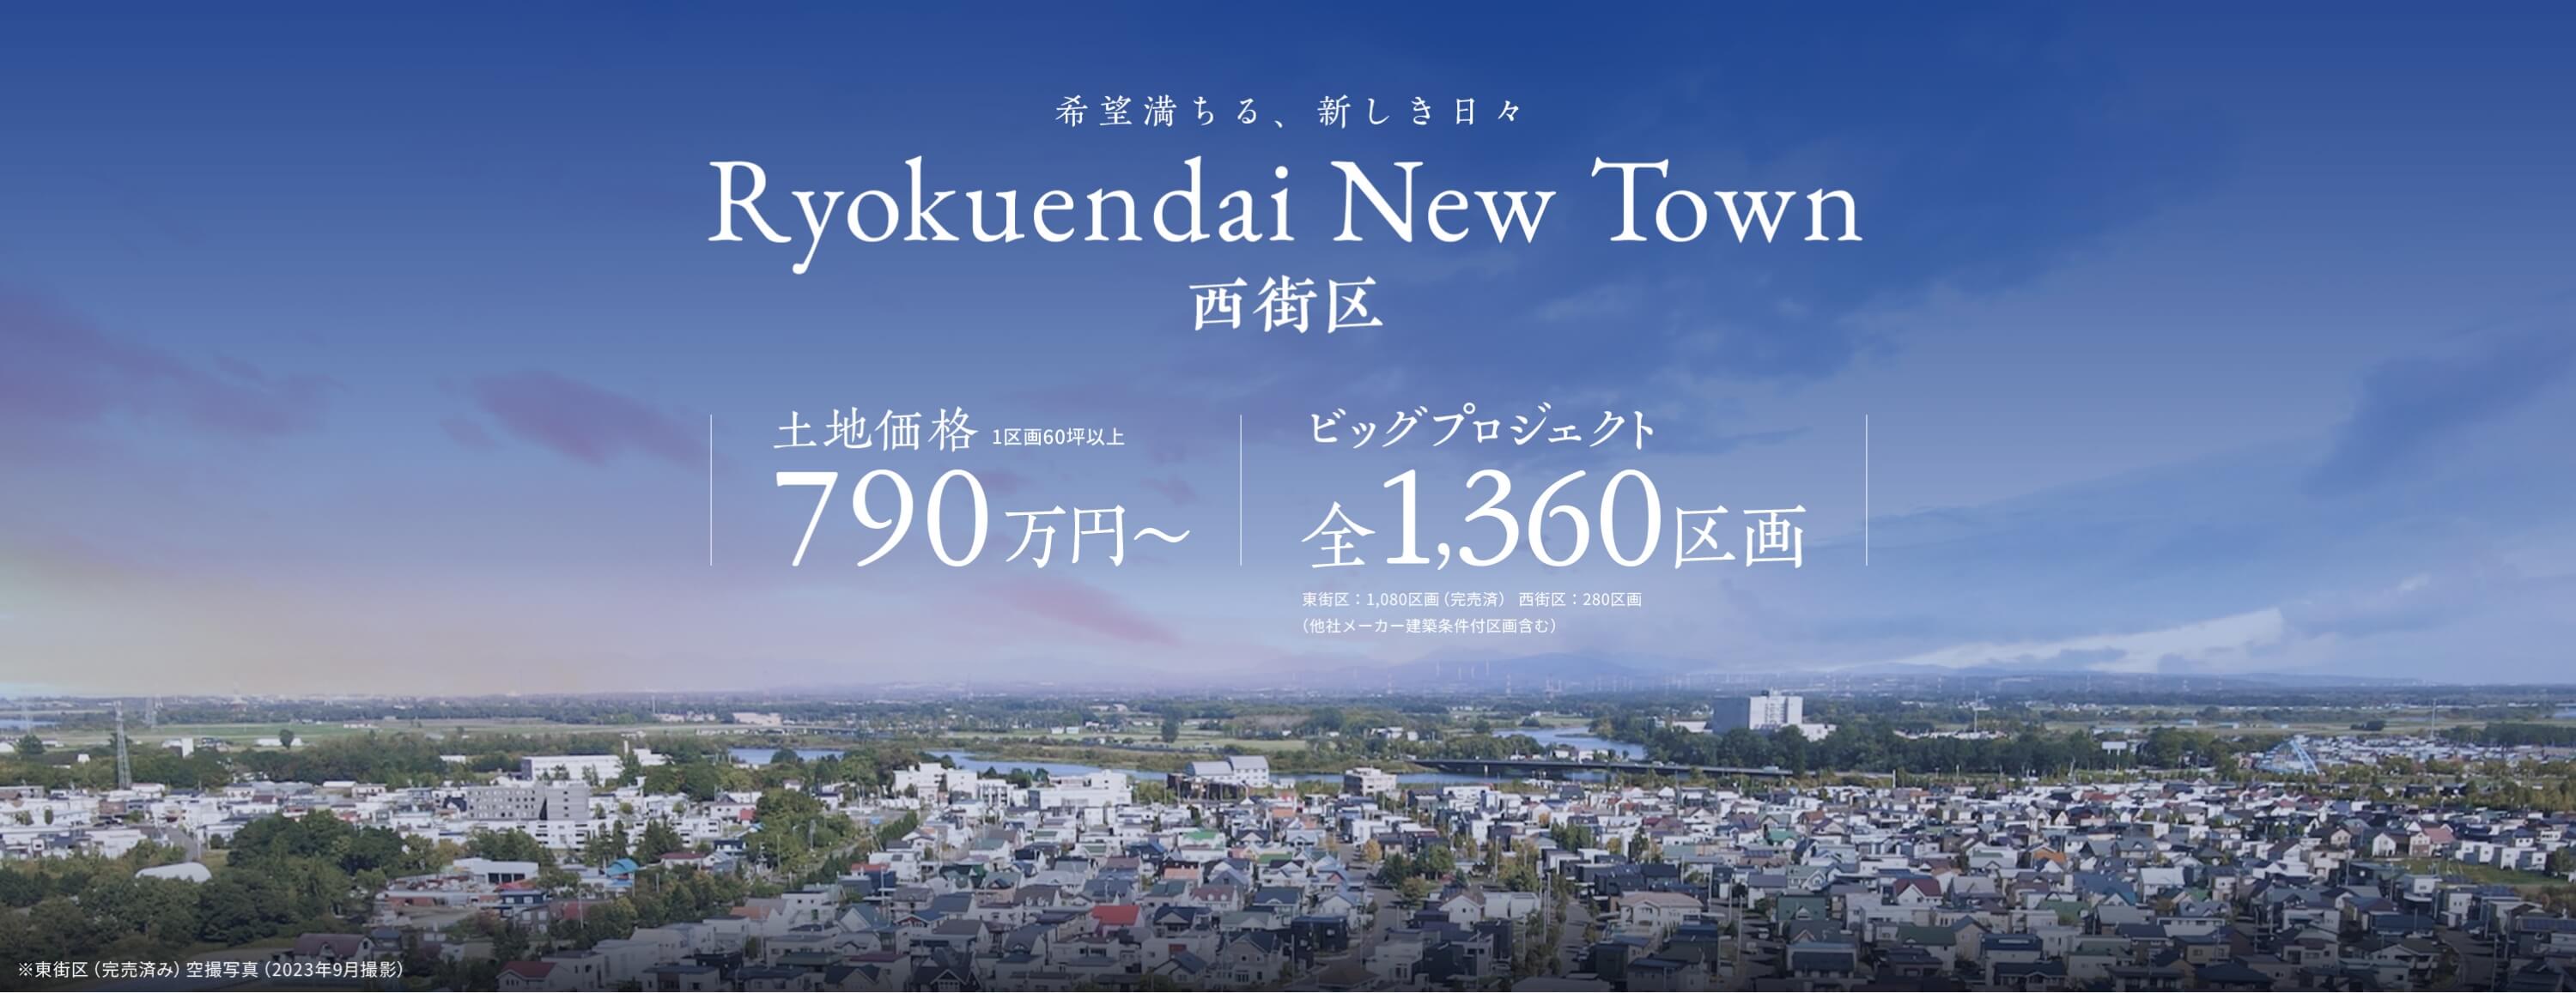 希望満ちる、新しき日々
Ryokuendai New Town
西街区
土地価格 1区画60坪以上
790万円～
ビッグプロジェクト
全1,360区画
東街区：1,080区画（完売済） 西街区：280区画
（他社メーカー建築条件付区画含む）
※東街区（完売済み）空撮写真（2023年9月撮影）